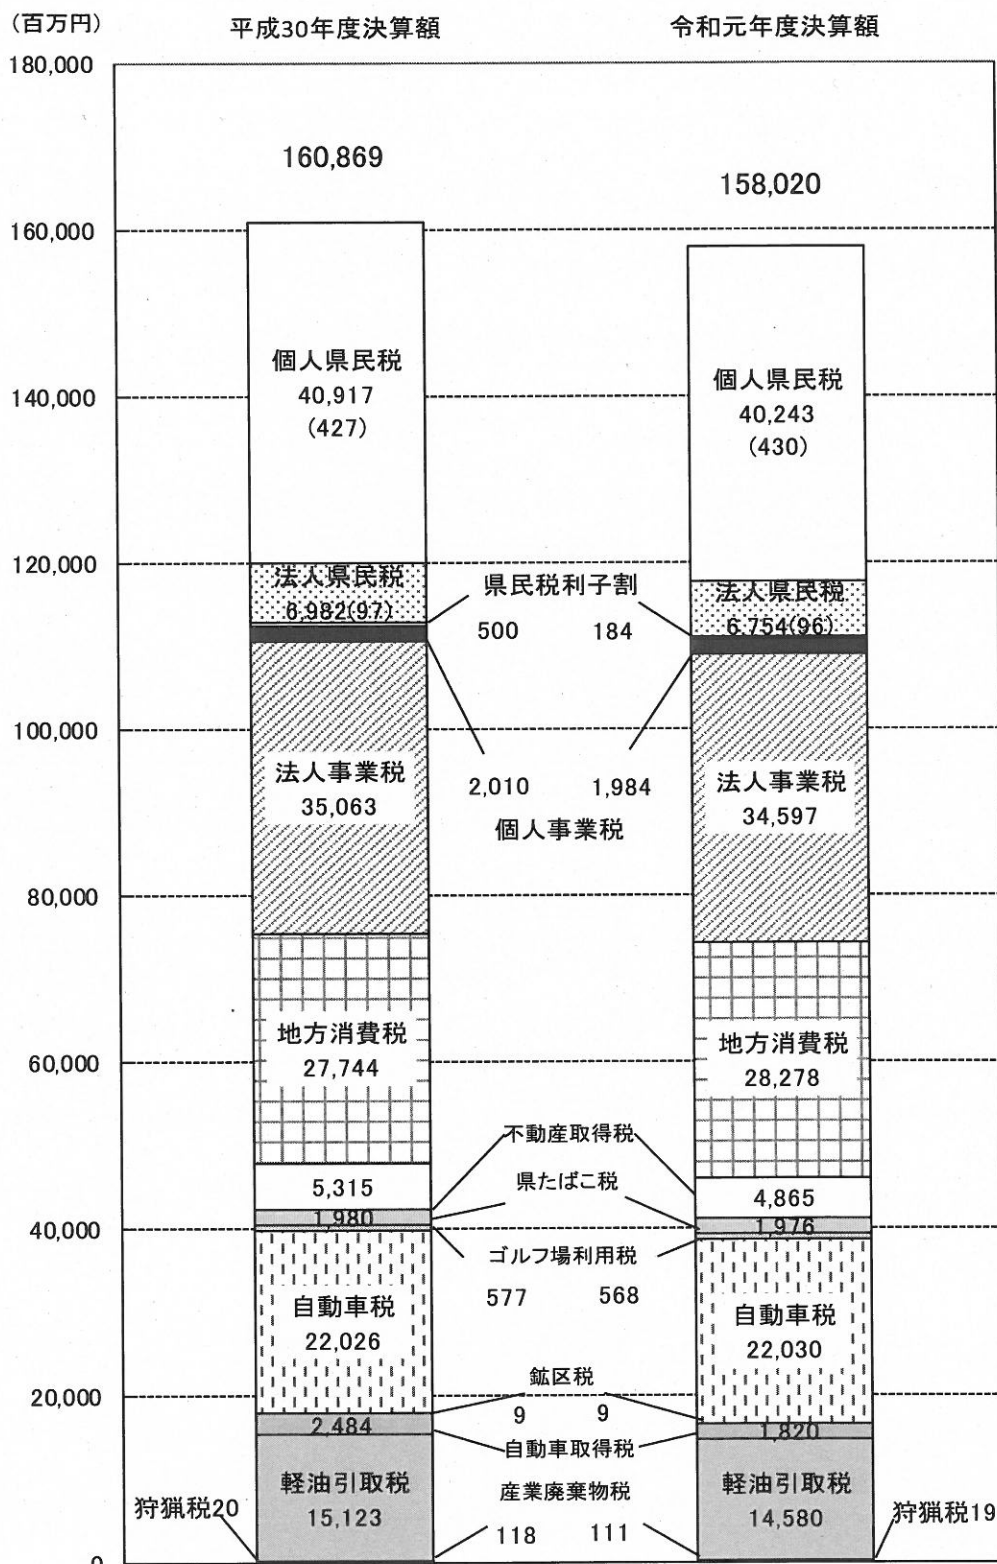 (百万円)
平成30年度決算額
令和元年度決算額
180,000
160,869
158,020
160,000
個人県民税
40,917
(427)
個人県民税
40,243
(430)
140,000
120,000
法人県民税
6,982(97)
県民税利子割
500 184
法人県民税
6,754(96)
100,000
法人事業税
35,063
2,010 1,984
個人事業税
法人事業税
34,597
80,000
地方消費税
27,744
地方消費税
28,278
60,000
不動産取得税
5,315
4,865
県たばこ税
1,980
1,976
40,000
ゴルフ場利用税
577 568
自動車税
22,026
自動車税
22,030
20,000
鉱区税
9 9
2,484
1,820
自動車取得税
軽油引取税
15,123
産業廃棄物税
118 111
軽油引取税
14,580
狩猟税20
狩猟税19
0